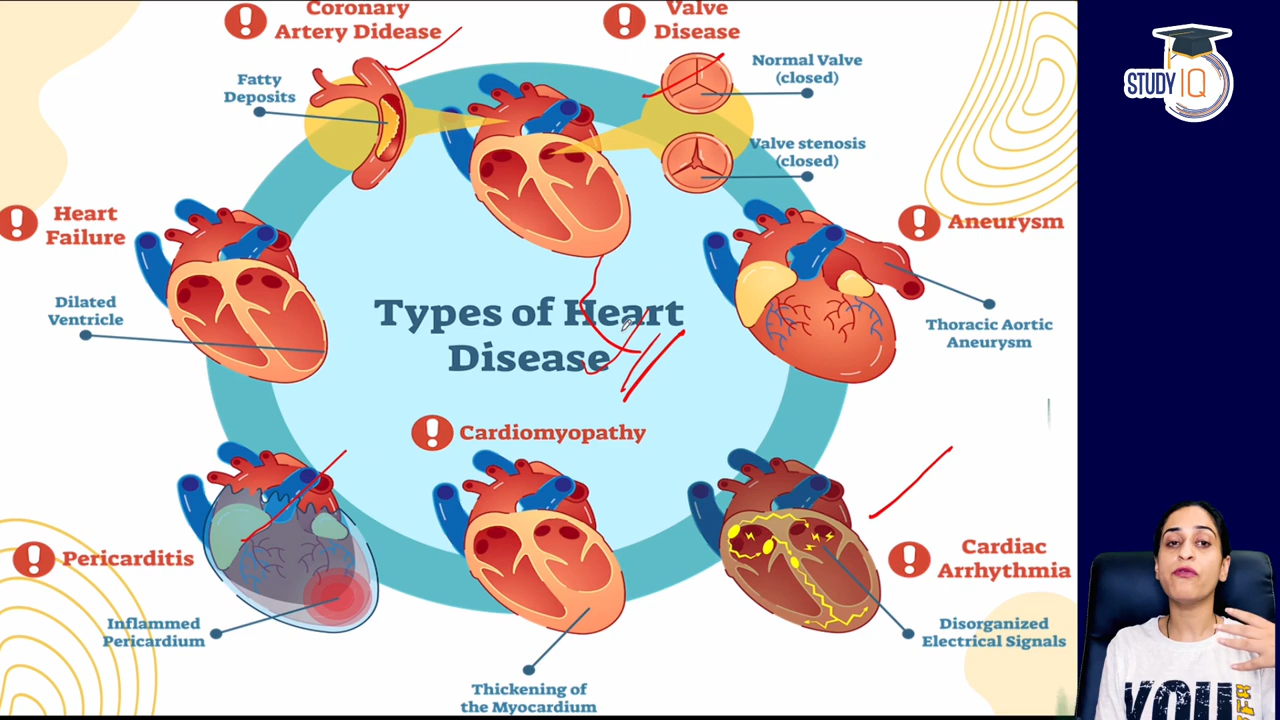 Coronary
Artery Didease
Valve
Disease
Fatty
Deposits
Normal Valve
(closed)
Valve stenosis
(closed)
STUDY IQ
Heart
Failure
Aneurysm
Dilated
Ventricle
Types of Heart
Disease
Thoracic Aortic
Aneurysm
Cardiomyopathy
Pericarditis
Cardiac
Arrhythmia
Inflammed
Pericardium
Disorganized
Electrical Signals
Thickening of
the Myocardium
YOU